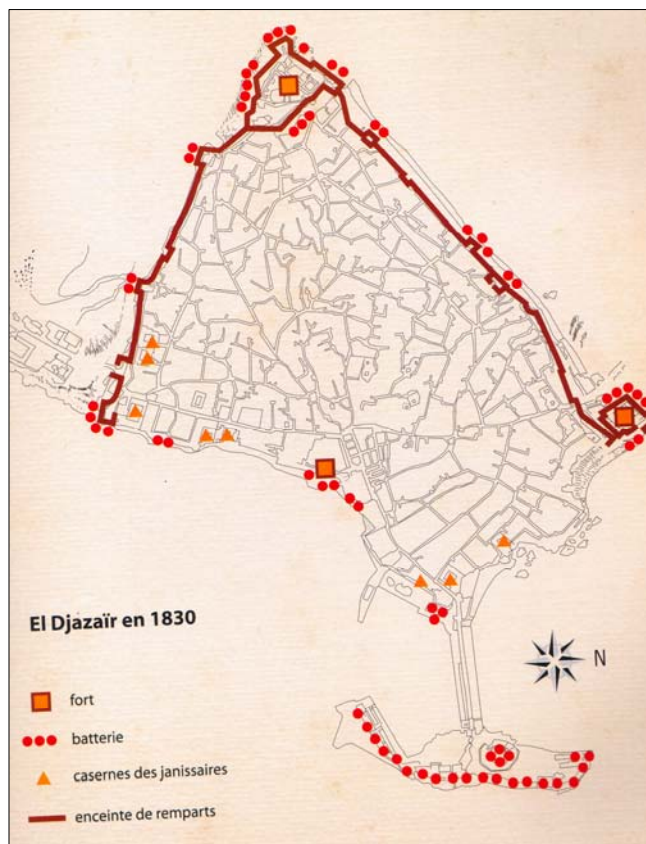 El Djazaïr en 1830
N
fort
batterie
casernes des janissaires
enceinte de remparts